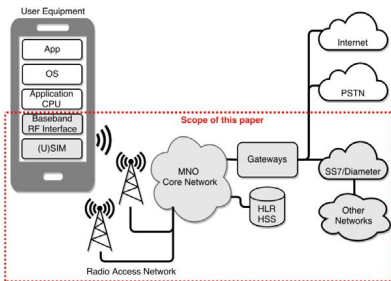 User Equipment
App
OS
Application
CPU
Baseband
RF Interface
(U)SIM
Scope of this paper
Internet
PSTN
MNO
Core Network
Gateways
SS7/Diameter
HLR
HSS
Other
Networks
Radio Access Network